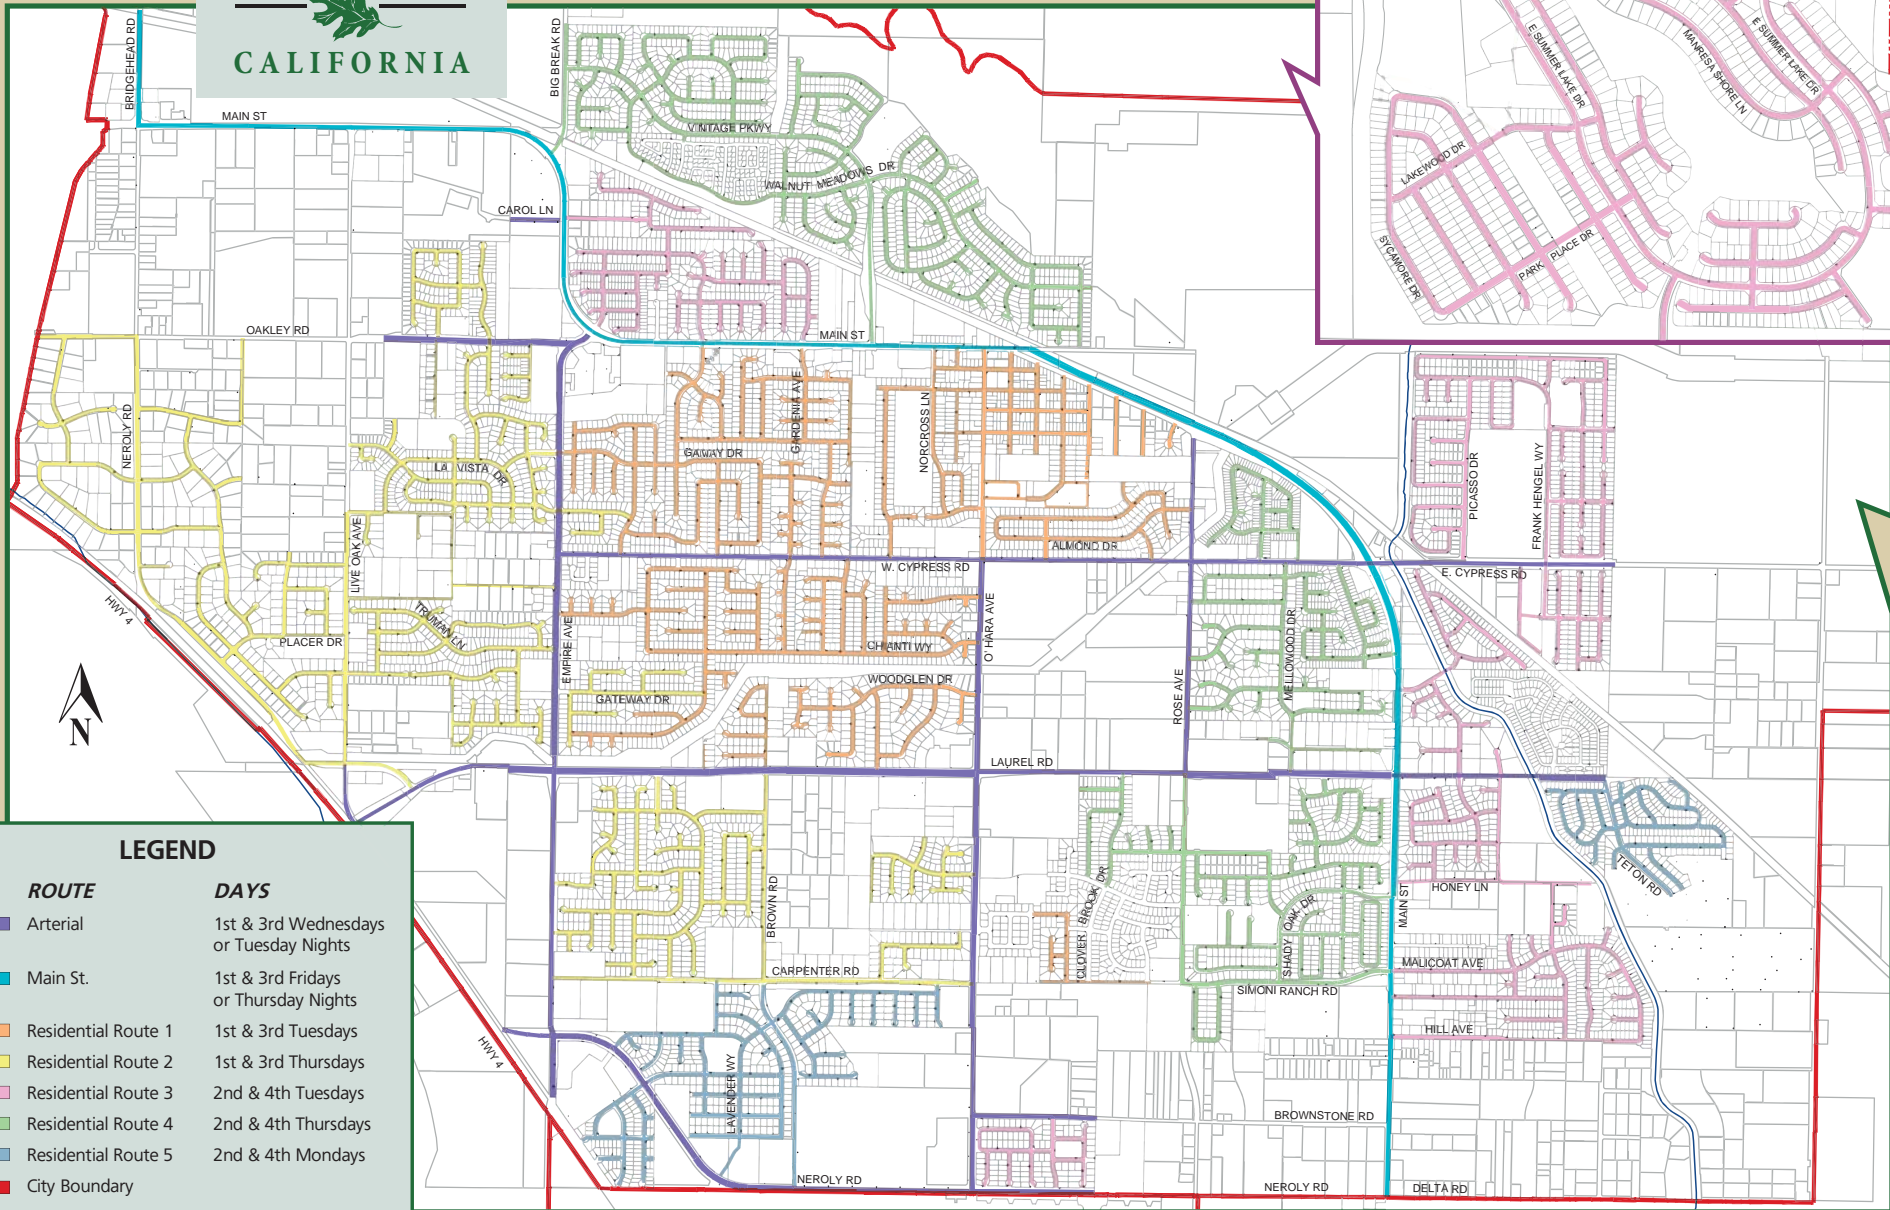 CALIFORNIA
BRIDGEHEAD RD
BIG BREAK RD
MAIN ST
VINTAGE PKWY
WALNUT MEADOWS DR
CAROL LN
OAKLEY RD
MAIN ST
E SUMMER LAKE DR
MANRESA SHORE LN
E SUMMER LAKE DR
LAKEWOOD DR
SYCAMORE DR
PARK PLACE DR
NEROLY RD
LA VISTA DR
GAWAY DR
GARDENIA AVE
NORCROSS LN
PICASSO DR
FRANK HENGEL WY
LIVE OAK AVE
ALMOND DR
W. CYPRESS RD
E. CYPRESS RD
HWY 4
TRUMAN LN
PLACER DR
EMPIRE AVE
CHIANTI WY
O'HARA AVE
WOODGLEN DR
GATEWAY DR
ROSE AVE
MELLOWOOD DR
N
LAUREL RD
BROWN RD
CLOVER BROOK DR
SHADY OAK DR
MAIN ST
HONEY LN
TETON RD
CARPENTER RD
MALICOAT AVE
SIMONI RANCH RD
HILL AVE
HWY 4
LAVENDER WY
BROWNSTONE RD
NEROLY RD
NEROLY RD
DELTA RD
LEGEND
ROUTE DAYS
Arterial 1st & 3rd Wednesdays
or Tuesday Nights
Main St. 1st & 3rd Fridays
or Thursday Nights
Residential Route 1 1st & 3rd Tuesdays
Residential Route 2 1st & 3rd Thursdays
Residential Route 3 2nd & 4th Tuesdays
Residential Route 4 2nd & 4th Thursdays
Residential Route 5 2nd & 4th Mondays
City Boundary